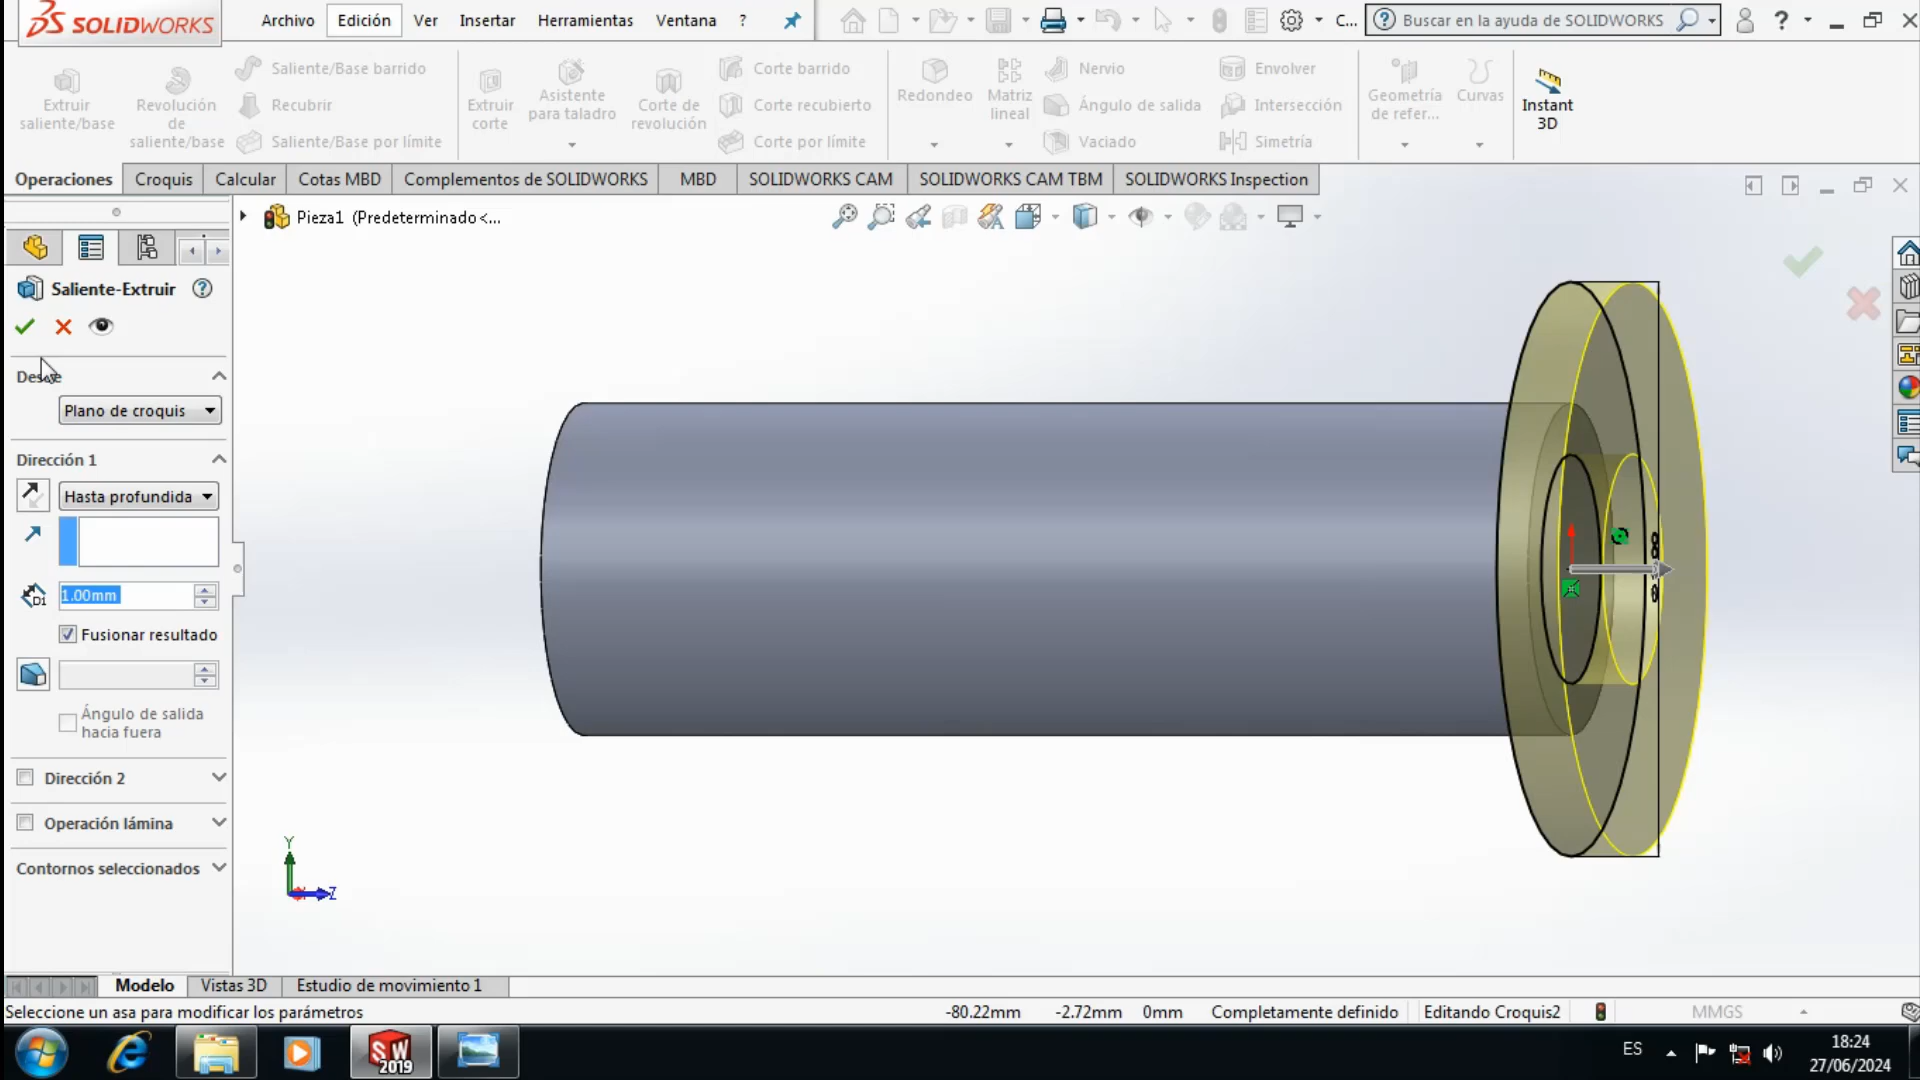 SOLIDWORKS
Archivo Edición Ver Insertar Herramientas Ventana ?
C...
Buscar en la ayuda de SOLIDWORKS
Extruir saliente/base
Revolución de saliente/base
Saliente/Base barrido
Recubrir
Saliente/Base por límite
Extruir corte
Asistente para taladro
Corte de revolución
Corte barrido
Corte recubierto
Corte por límite
Redondeo
Matriz lineal
Nervio
Ángulo de salida
Vaciado
Envolver
Intersección
Simetría
Geometría de refer...
Curvas
Instant 3D
Operaciones Croquis Calcular Cotas MBD Complementos de SOLIDWORKS MBD SOLIDWORKS CAM SOLIDWORKS CAM TBM SOLIDWORKS Inspection
Pieza1 (Predeterminado<...
Saliente-Extruir
Desde
Plano de croquis
Dirección 1
Hasta profundida
D1
1.00mm
Fusionar resultado
Ángulo de salida
hacia fuera
Dirección 2
Operación lámina
Contornos seleccionados
Y
Z
Modelo Vistas 3D Estudio de movimiento 1
Seleccione un asa para modificar los parámetros
-80.22mm -2.72mm 0mm Completamente definido Editando Croquis2 MMGS
SW
2019
ES
18:24
27/06/2024